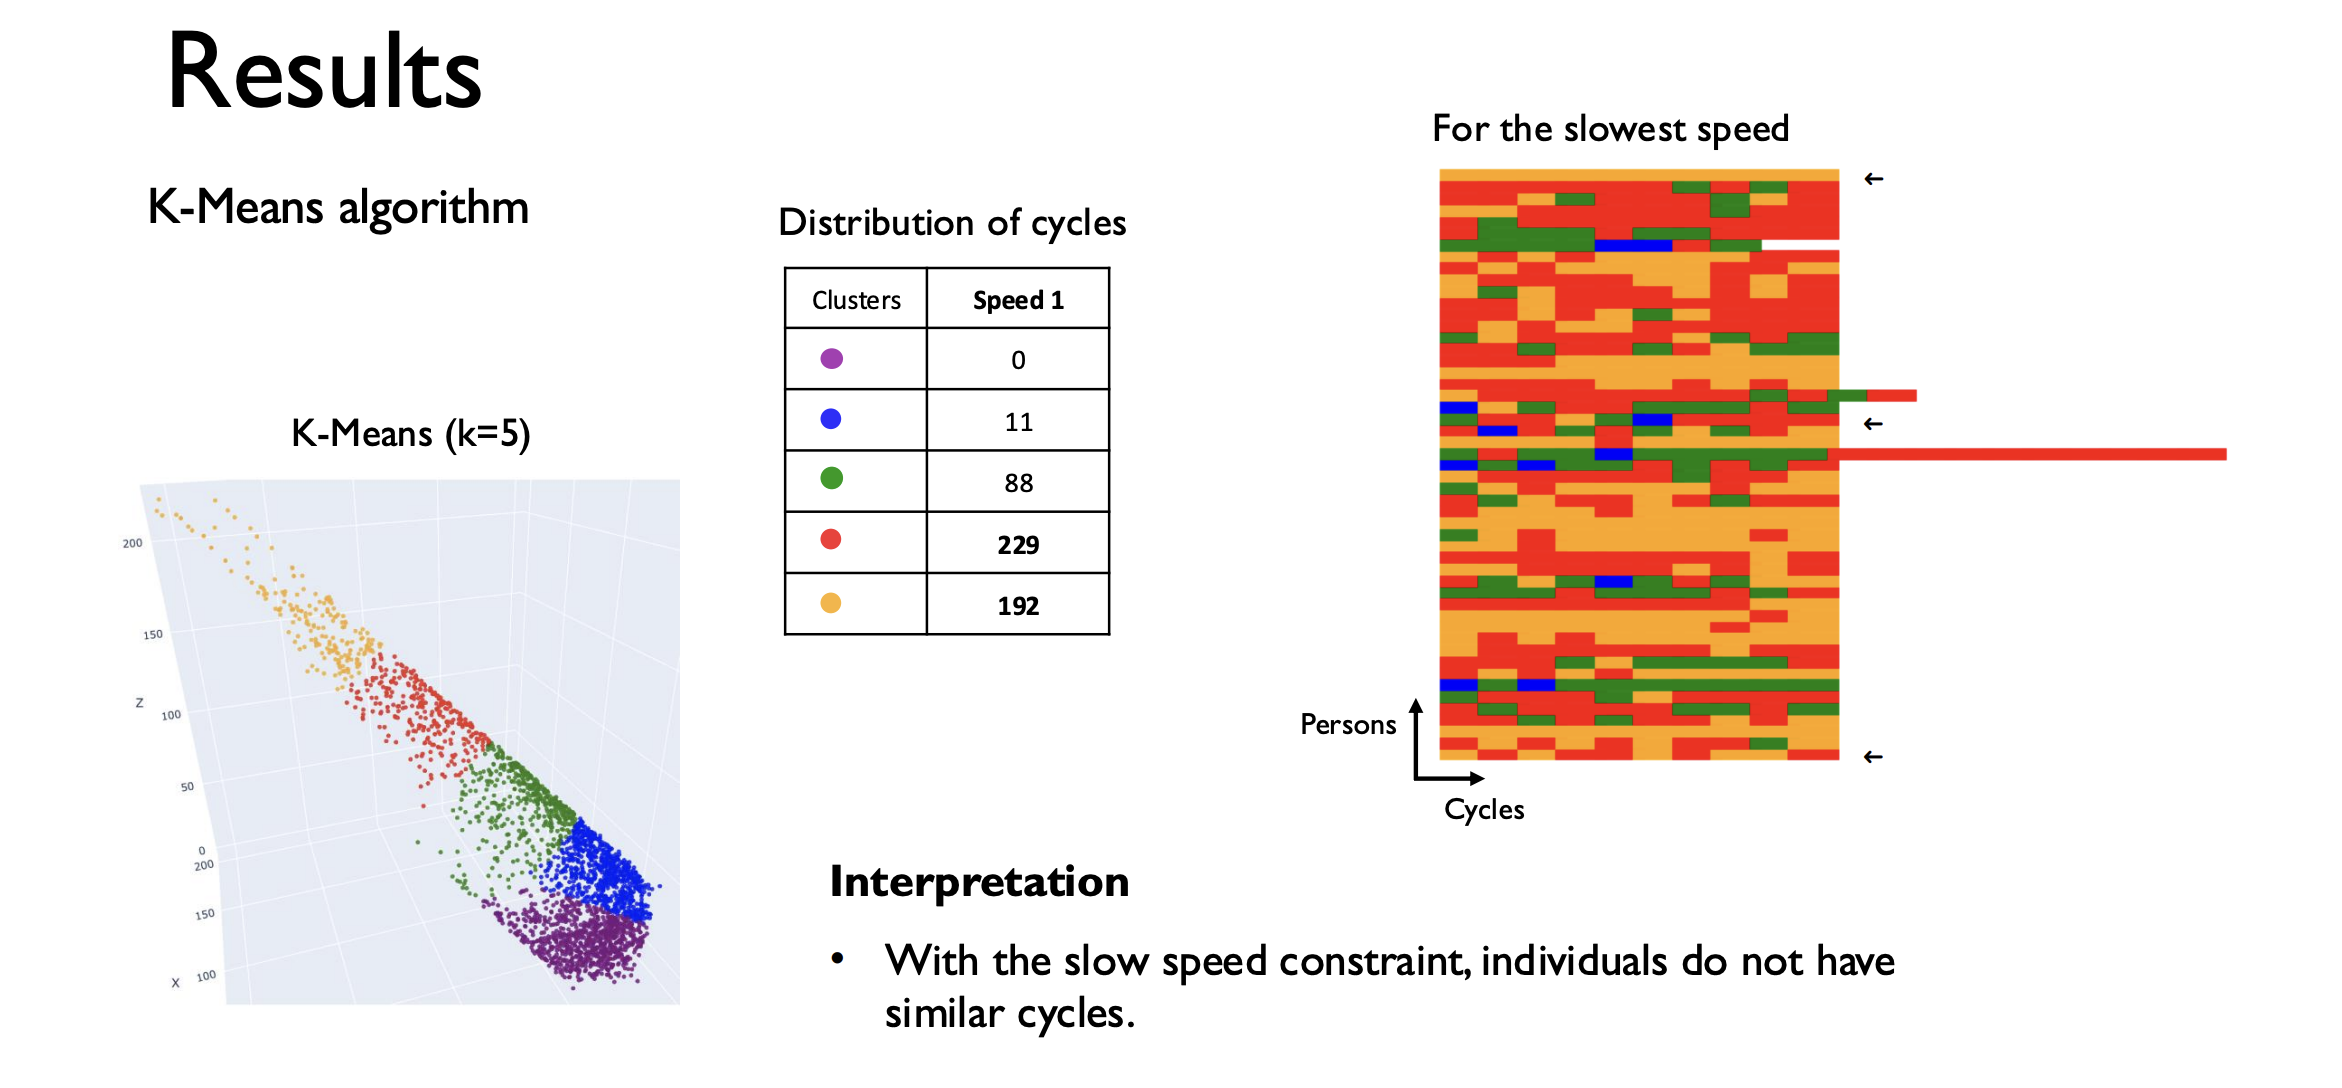 Results
K-Means algorithm
K-Means (k=5)
200
150
Z
100
50
0
200
150
X
100
Distribution of cycles
Clusters Speed 1
0
11
88
229
192
For the slowest speed
←
←
←
Persons
Cycles
Interpretation
• With the slow speed constraint, individuals do not have
similar cycles.